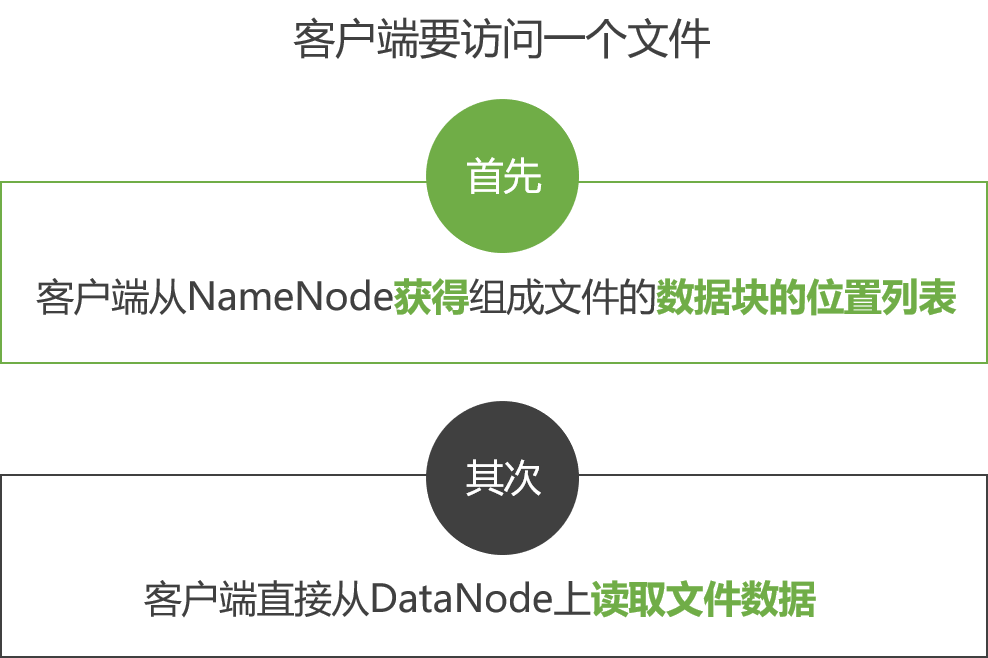 客户端要访问一个文件
首先
客户端从NameNode获得组成文件的数据块的位置列表
其次
客户端直接从DataNode上读取文件数据